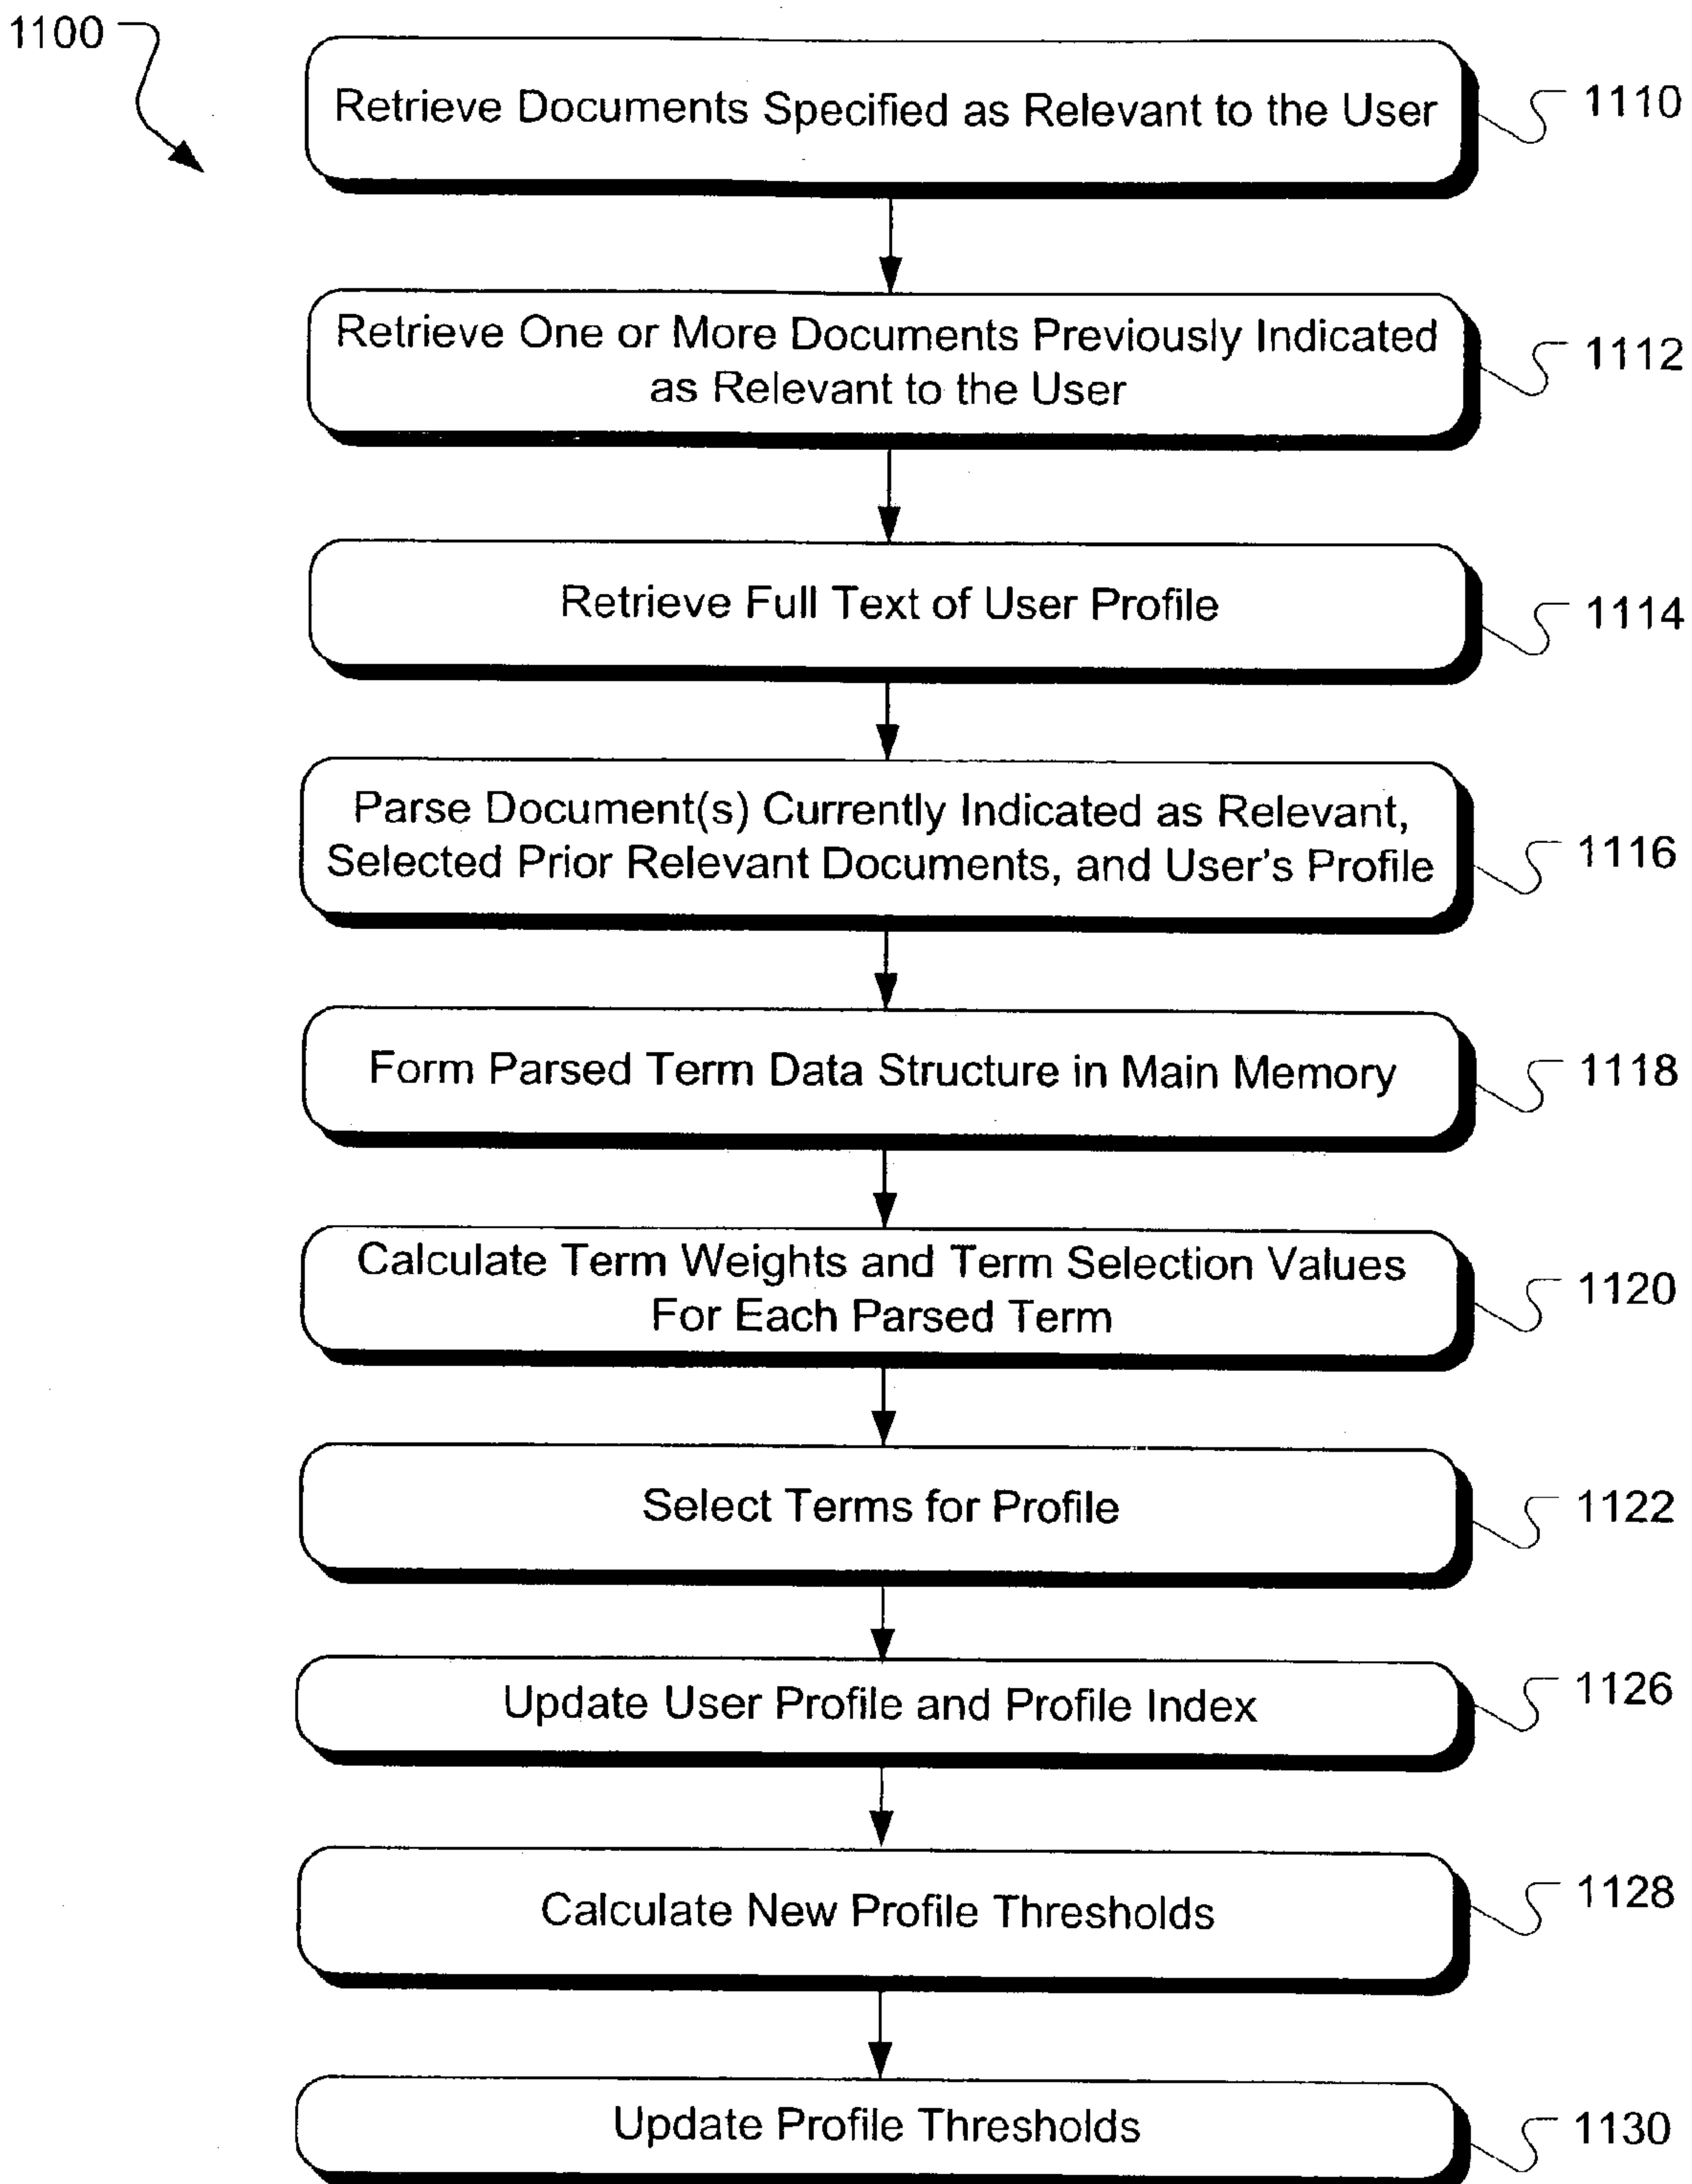 1100
Retrieve Documents Specified as Relevant to the User
1110
Retrieve One or More Documents Previously Indicated
as Relevant to the User
1112
Retrieve Full Text of User Profile
1114
Parse Document(s) Currently Indicated as Relevant,
Selected Prior Relevant Documents, and User's Profile
1116
Form Parsed Term Data Structure in Main Memory
1118
Calculate Term Weights and Term Selection Values
For Each Parsed Term
1120
Select Terms for Profile
1122
Update User Profile and Profile Index
1126
Calculate New Profile Thresholds
1128
Update Profile Thresholds
1130